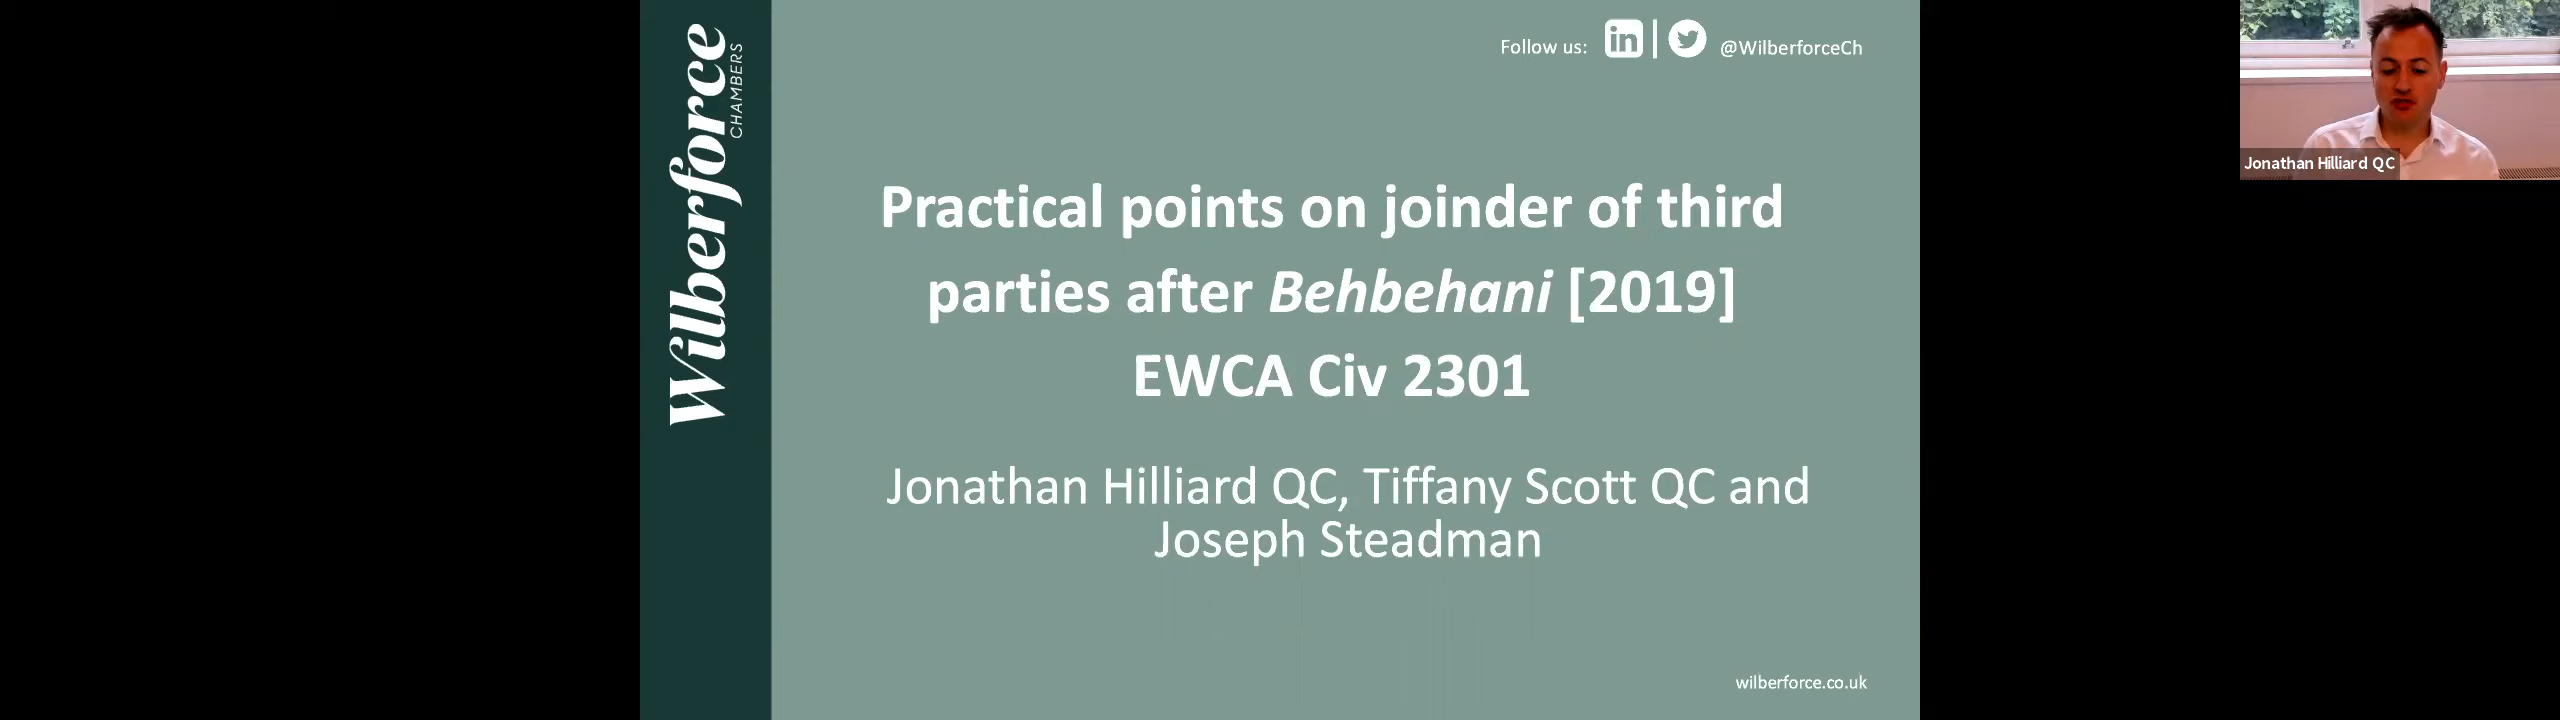 Wilberforce
CHAMBERS
Follow us:
in
@WilberforceCh
Practical points on joinder of third
parties after Behbehani [2019]
EWCA Civ 2301
Jonathan Hilliard QC, Tiffany Scott QC and
Joseph Steadman
wilberforce.co.uk
Jonathan Hilliard QC